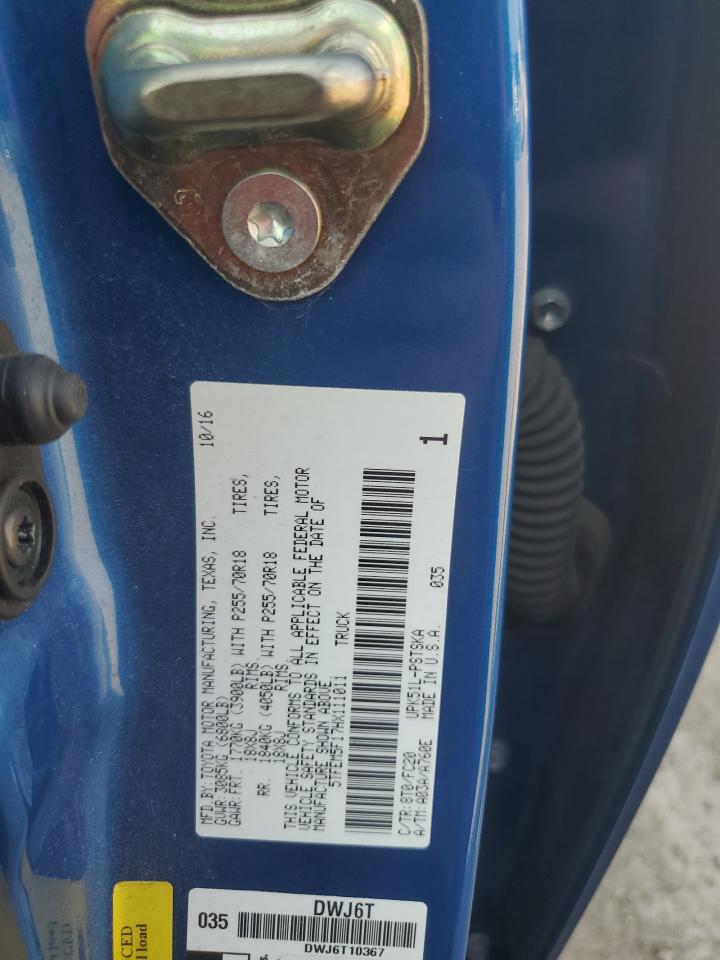 MFD.BY:TOYOTA MOTOR MANUFACTURING, TEXAS, INC. 10/16
GVWR:3085KG (6800LB)
GAWR:FRT. 1770KG (3900LB) WITH P255/70R18 TIRES,
18X8J RIMS.
RR. 1840KG (4050LB) WITH P255/70R18 TIRES,
18X8J RIMS
THIS VEHICLE CONFORMS TO ALL APPLICABLE FEDERAL MOTOR
VEHICLE SAFETY STANDARDS IN EFFECT ON THE DATE OF
MANUFACTURE SHOWN ABOVE.
5TFEM5F17HX111011 TRUCK
C/TR:8T0/FC20 UPK51L-PSTSKA 035
A/TM:A03A/A760E MADE IN U.S.A.
1
DWJ6T
035
DWJ6T10367
CED
l load